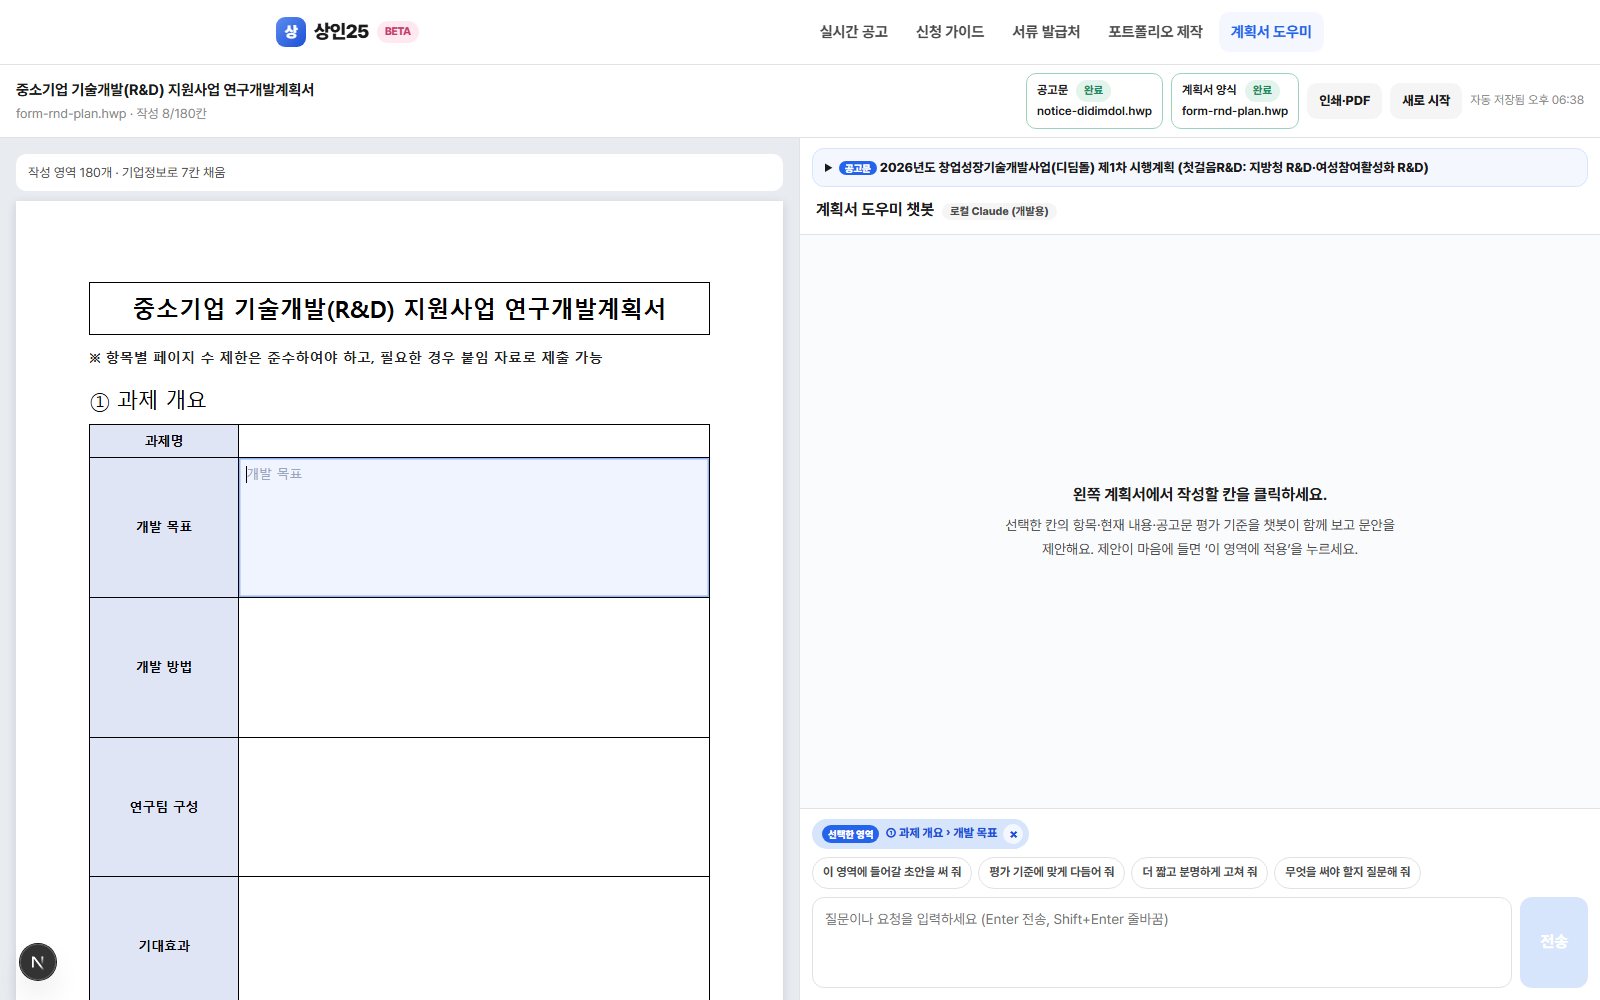 상 상인25 BETA
실시간 공고 신청 가이드 서류 발급처 포트폴리오 제작 계획서 도우미
중소기업 기술개발(R&D) 지원사업 연구개발계획서
form-rnd-plan.hwp · 작성 8/180칸
공고문 완료
notice-didimdol.hwp
계획서 양식 완료
form-rnd-plan.hwp
인쇄·PDF
새로 시작
자동 저장됨 오후 06:38
작성 영역 180개 · 기업정보로 7칸 채움
중소기업 기술개발(R&D) 지원사업 연구개발계획서
※ 항목별 페이지 수 제한은 준수하여야 하고, 필요한 경우 붙임 자료로 제출 가능
① 과제 개요
과제명
개발 목표
개발 목표
개발 방법
연구팀 구성
기대효과
N
▶ 공고문 2026년도 창업성장기술개발사업(디딤돌) 제1차 시행계획 (첫걸음R&D: 지방청 R&D·여성참여활성화 R&D)
계획서 도우미 챗봇 로컬 Claude (개발용)
왼쪽 계획서에서 작성할 칸을 클릭하세요.
선택한 칸의 항목·현재 내용·공고문 평가 기준을 챗봇이 함께 보고 문안을
제안해요. 제안이 마음에 들면 ‘이 영역에 적용’을 누르세요.
선택한 영역 ① 과제 개요 › 개발 목표 ×
이 영역에 들어갈 초안을 써 줘
평가 기준에 맞게 다듬어 줘
더 짧고 분명하게 고쳐 줘
무엇을 써야 할지 질문해 줘
질문이나 요청을 입력하세요 (Enter 전송, Shift+Enter 줄바꿈)
전송